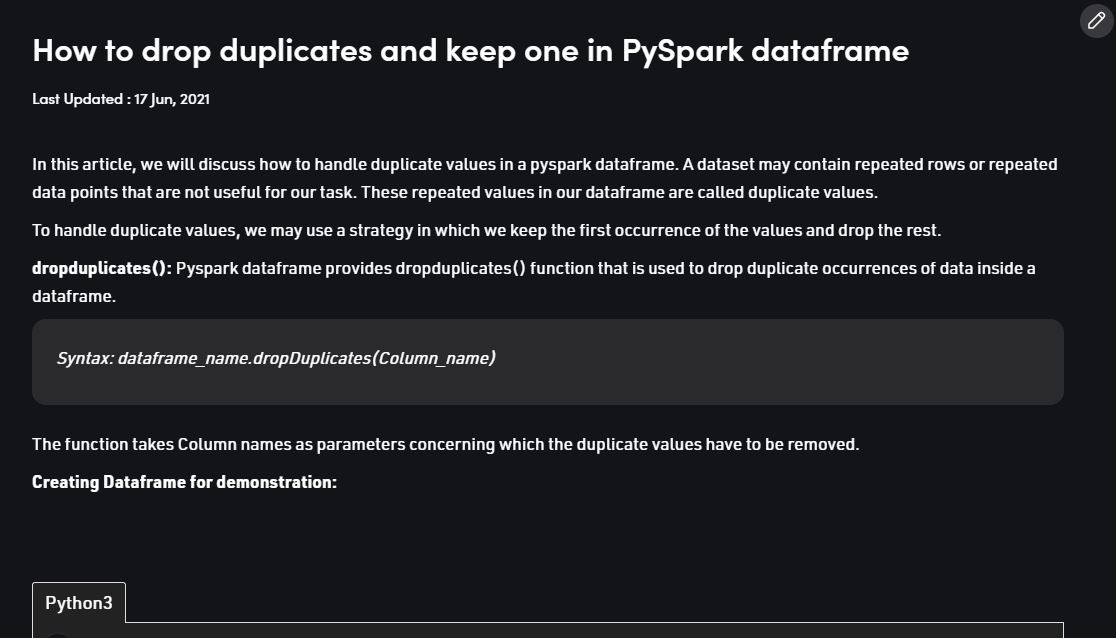 How to drop duplicates and keep one in PySpark dataframe
Last Updated : 17 Jun, 2021
In this article, we will discuss how to handle duplicate values in a pyspark dataframe. A dataset may contain repeated rows or repeated
data points that are not useful for our task. These repeated values in our dataframe are called duplicate values.
To handle duplicate values, we may use a strategy in which we keep the first occurrence of the values and drop the rest.
dropduplicates(): Pyspark dataframe provides dropduplicates() function that is used to drop duplicate occurrences of data inside a
dataframe.
Syntax: dataframe_name.dropDuplicates(Column_name)
The function takes Column names as parameters concerning which the duplicate values have to be removed.
Creating Dataframe for demonstration:
Python3